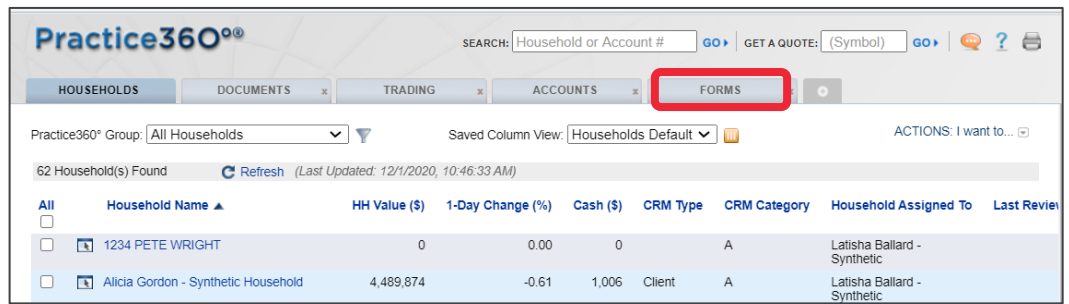 Practice360°®
SEARCH: Household or Account # GO GET A QUOTE: (Symbol) GO ?
HOUSEHOLDS DOCUMENTS x TRADING x ACCOUNTS x FORMS
Practice360° Group: All Households Saved Column View: Households Default ACTIONS: I want to...
62 Household(s) Found Refresh (Last Updated: 12/1/2020, 10:46:33 AM)
All Household Name HH Value ($) 1-Day Change (%) Cash ($) CRM Type CRM Category Household Assigned To Last Review
1234 PETE WRIGHT 0 0.00 0 A Latisha Ballard -
Synthetic
Alicia Gordon - Synthetic Household 4,489,874 -0.61 1,006 Client A Latisha Ballard -
Synthetic